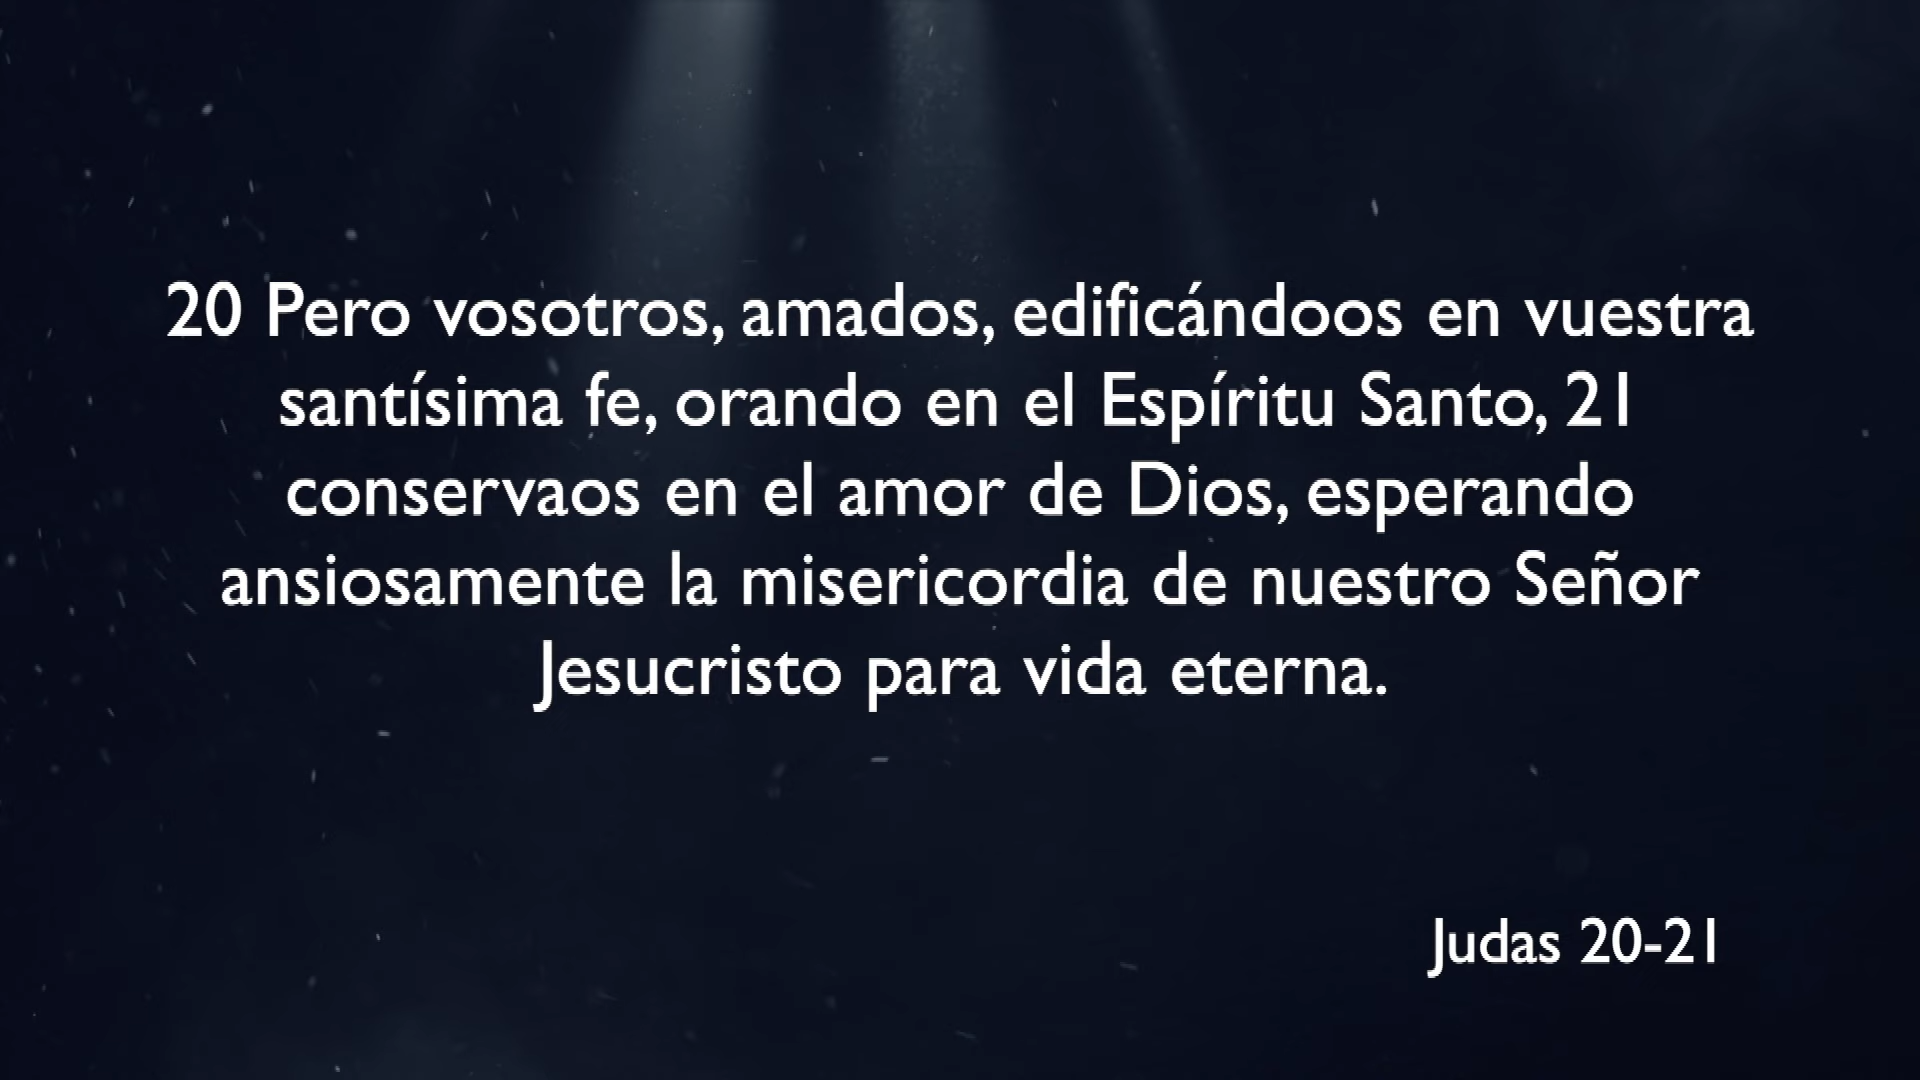 20 Pero vosotros, amados, edificándoos en vuestra
santísima fe, orando en el Espíritu Santo, 21
conservaos en el amor de Dios, esperando
ansiosamente la misericordia de nuestro Señor
Jesucristo para vida eterna.
Judas 20-21